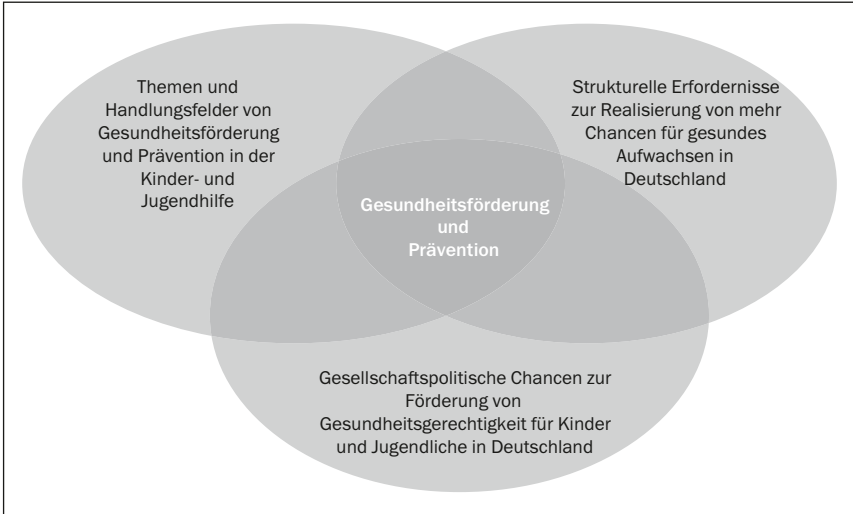 Themen und
Handlungsfelder von
Gesundheitsförderung
und Prävention in der
Kinder- und
Jugendhilfe
Strukturelle Erfordernisse
zur Realisierung von mehr
Chancen für gesundes
Aufwachsen in
Deutschland
Gesundheitsförderung
und
Prävention
Gesellschaftspolitische Chancen zur
Förderung von
Gesundheitsgerechtigkeit für Kinder
und Jugendliche in Deutschland